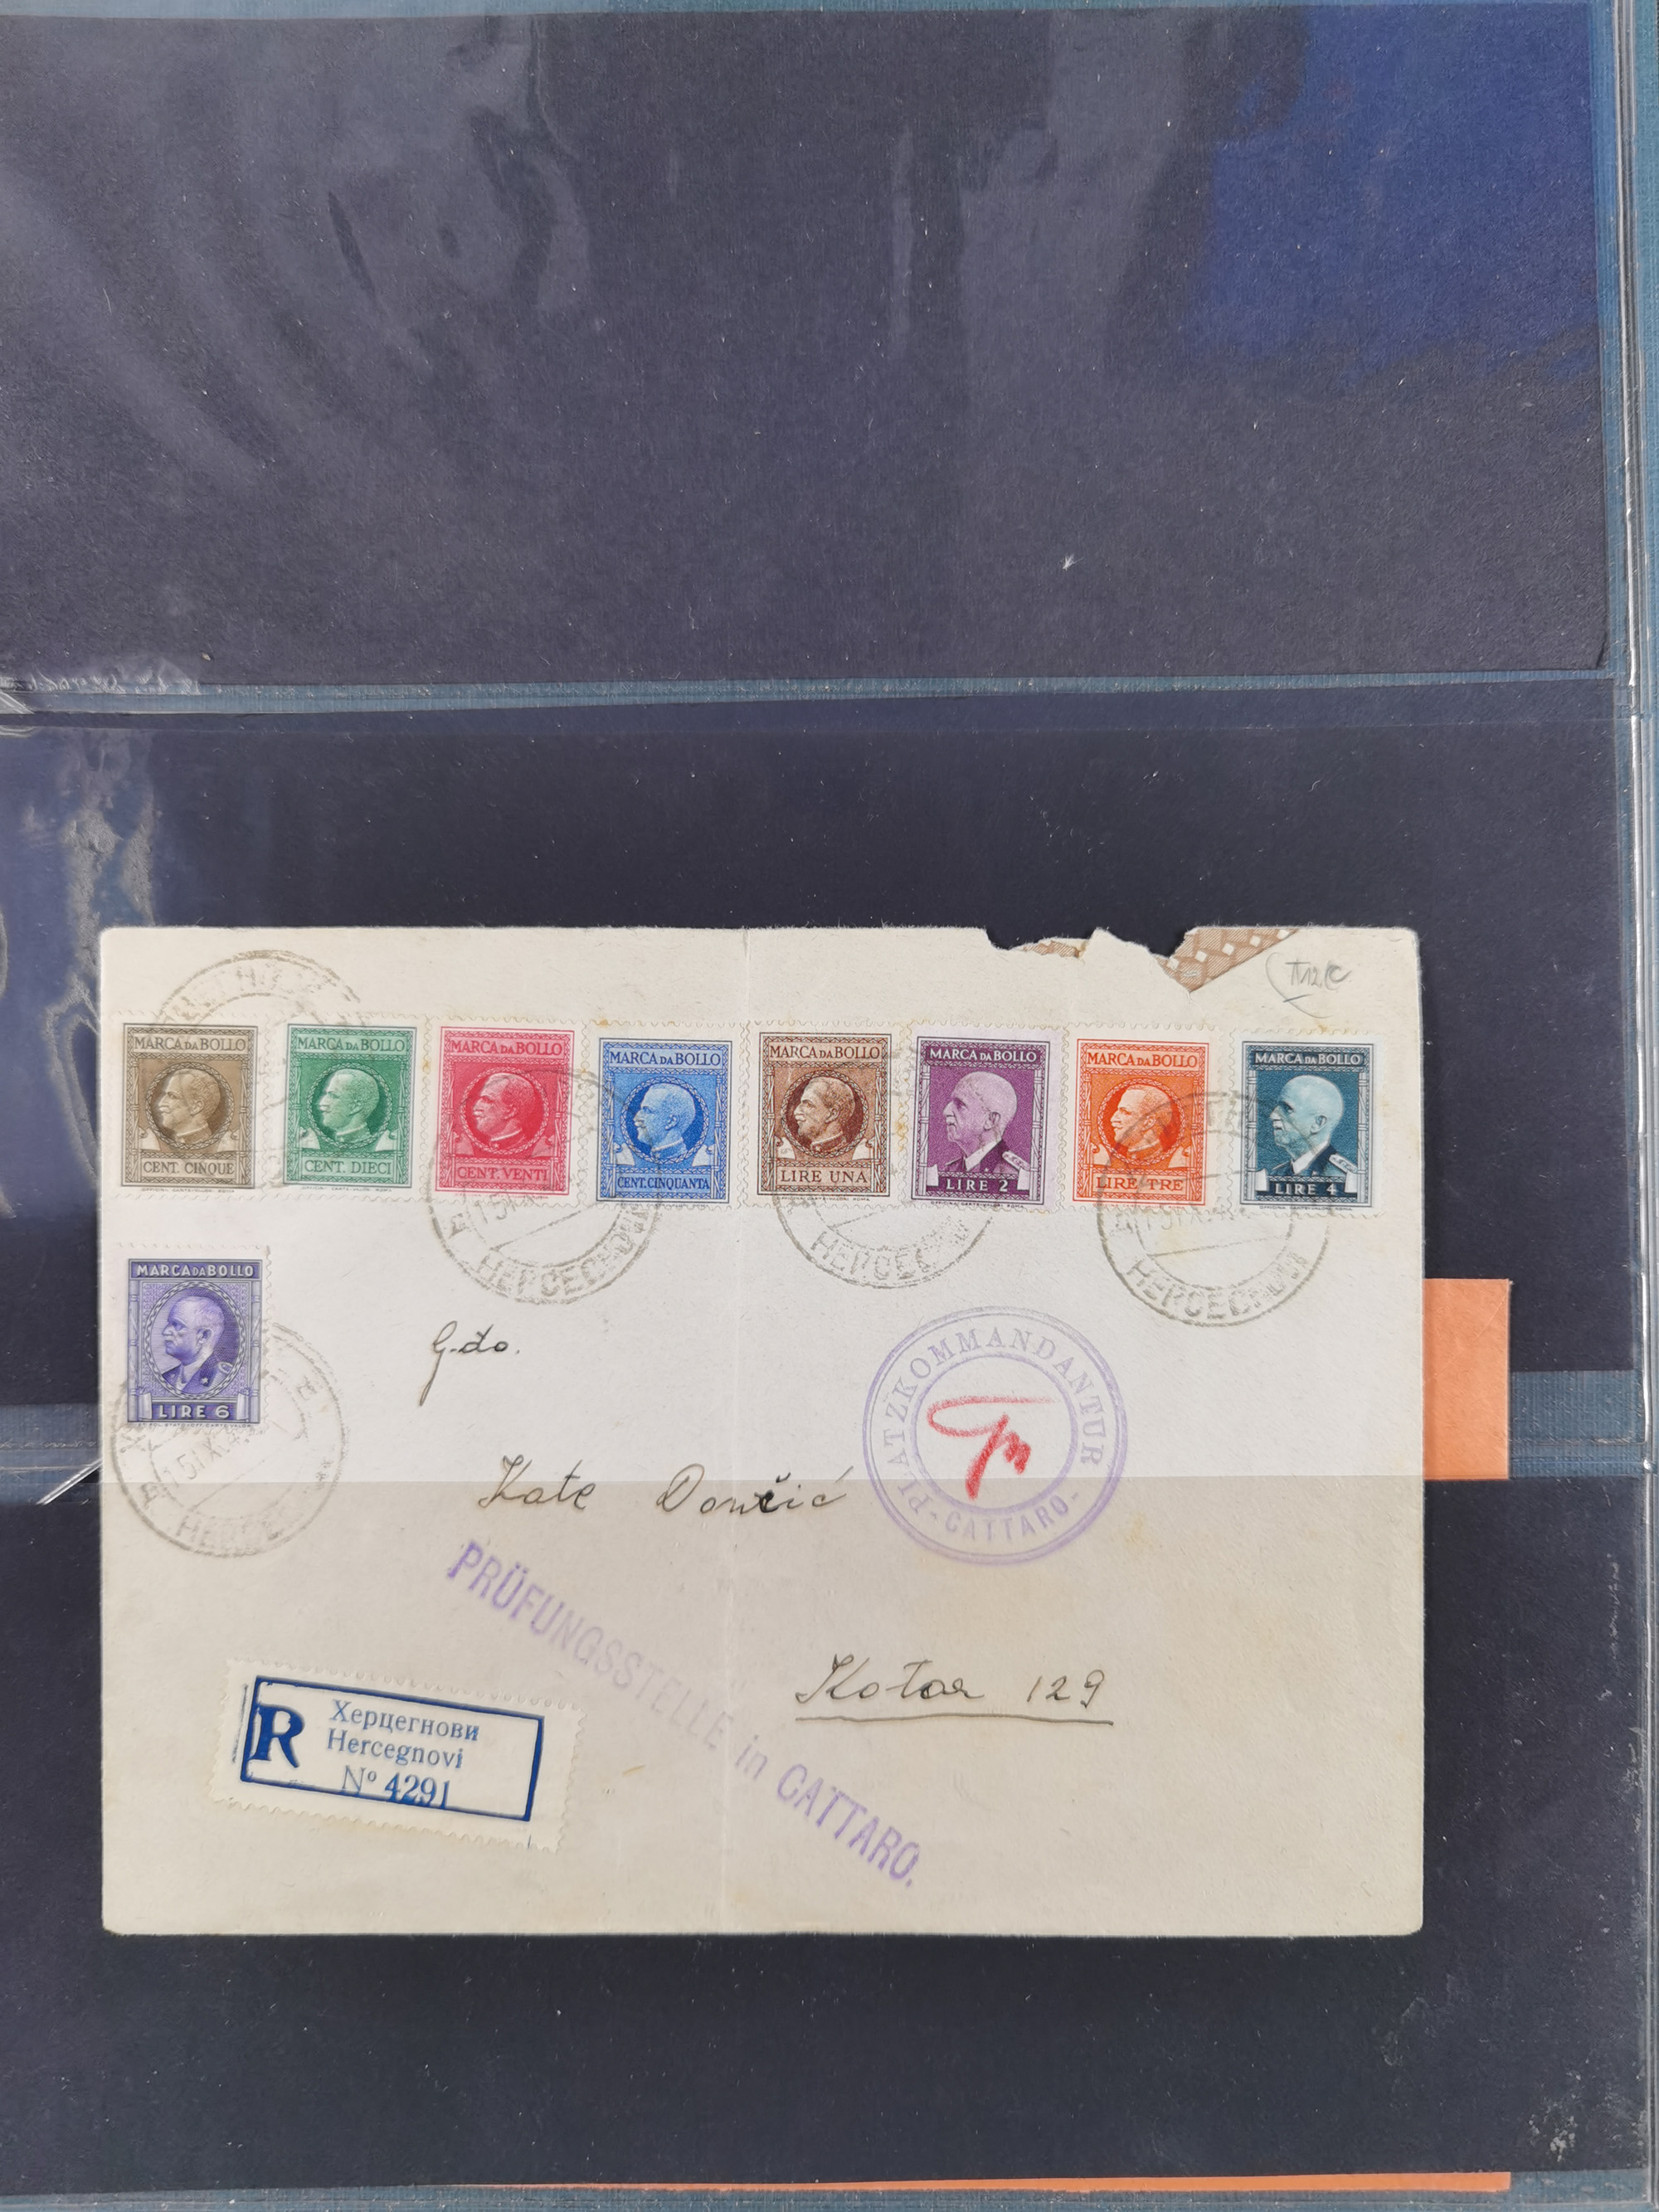 MARCA DA BOLLO
CENT. CINQUE
MARCA DA BOLLO
CENT. DIECI
MARCA DA BOLLO
CENT. VENTI
MARCA DA BOLLO
CENT. CINQUANTA
MARCA DA BOLLO
LIRE UNA
MARCA DA BOLLO
LIRE 2
MARCA DA BOLLO
LIRE TRE
MARCA DA BOLLO
LIRE 4
MARCA DA BOLLO
LIRE 6
G-đo.
PLATZKOMMANDANTUR
-CATTARO-
Kate
Kotor 129
PRÜFUNGSSTELLE in CATTARO.
R
Херцегнови
Hercegnovi
Nº 4291